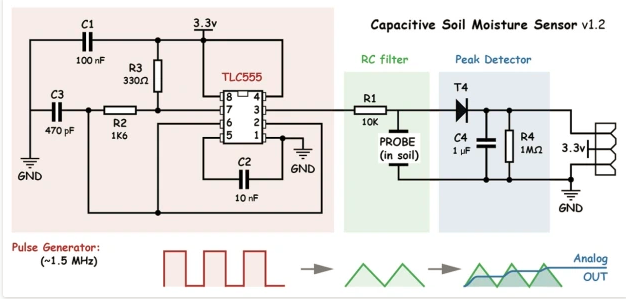 Capacitive Soil Moisture Sensor v1.2
C1
100 nF
3.3v
R3
330Ω
TLC555
C3
470 pF
R2
1K6
8 4
7 3
6 2
5 1
C2
10 nF
GND
GND
RC filter
R1
10K
PROBE
(in soil)
Peak Detector
T4
C4
1 µF
R4
1MΩ
3.3v
GND
Pulse Generator:
(~1.5 MHz)
Analog
OUT